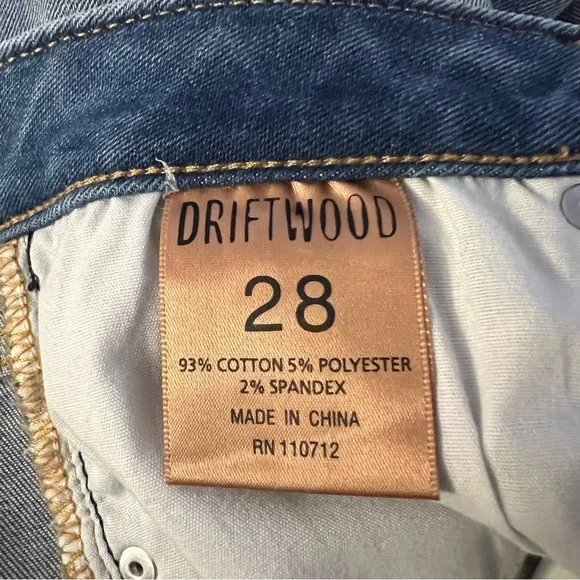 DRIFTWOOD
28
93% COTTON 5% POLYESTER
2% SPANDEX
MADE IN CHINA
RN 110712